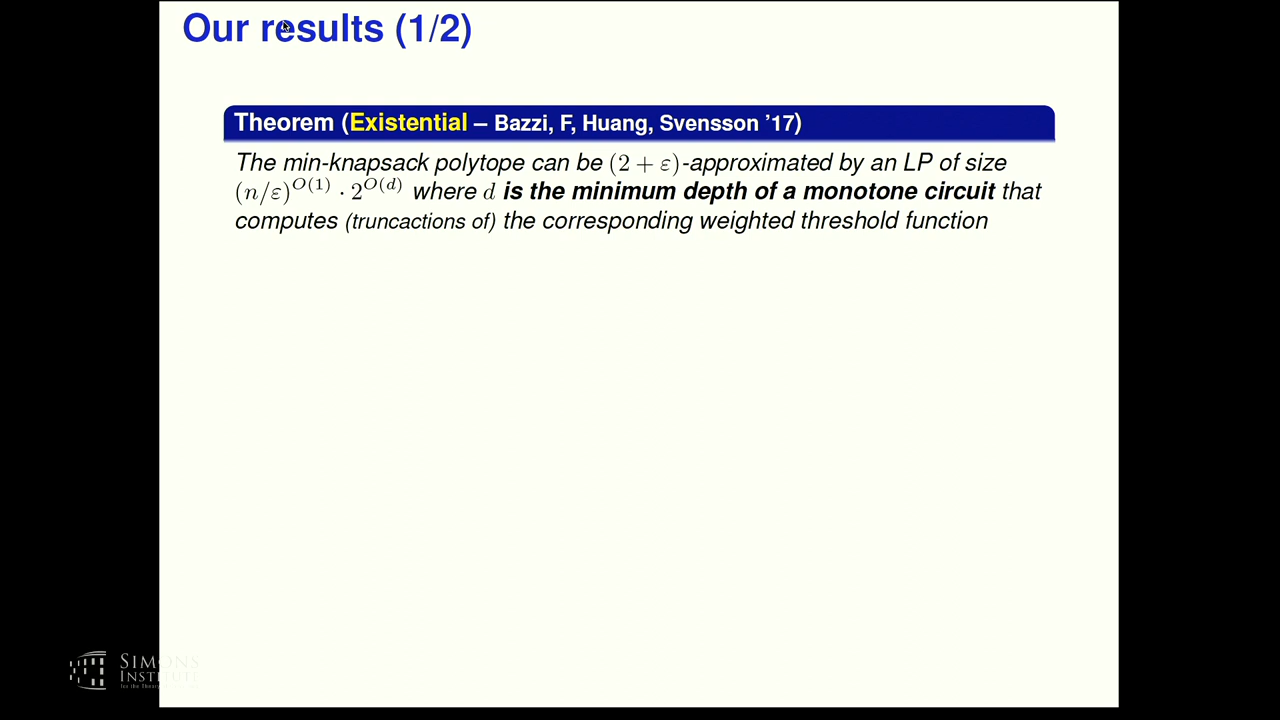 Our results (1/2)
Theorem (Existential – Bazzi, F, Huang, Svensson '17)
The min-knapsack polytope can be (2 + ε)-approximated by an LP of size
(n/ε)^{O(1)} · 2^{O(d)} where d is the minimum depth of a monotone circuit that
computes (truncactions of) the corresponding weighted threshold function
SIMONS
INSTITUTE